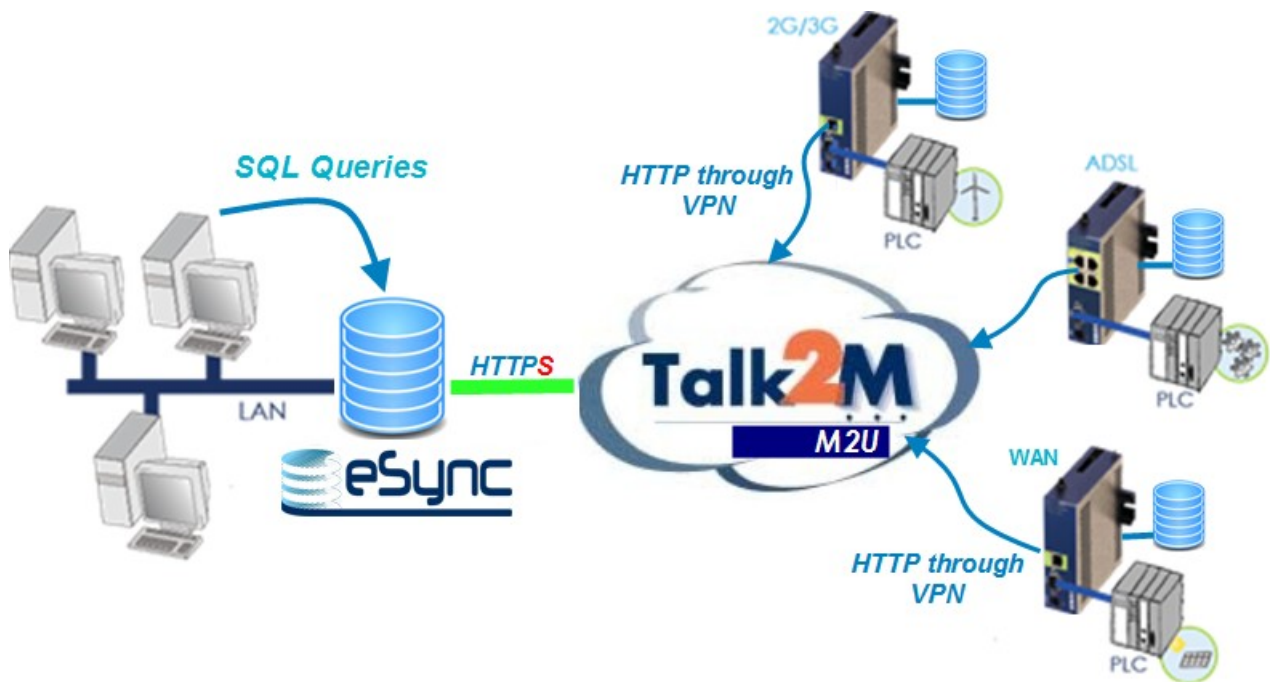 2G/3G
SQL Queries
HTTP through
VPN
ADSL
PLC
HTTPS
LAN
Talk2M
M2U
PLC
eSync
WAN
HTTP through
VPN
PLC